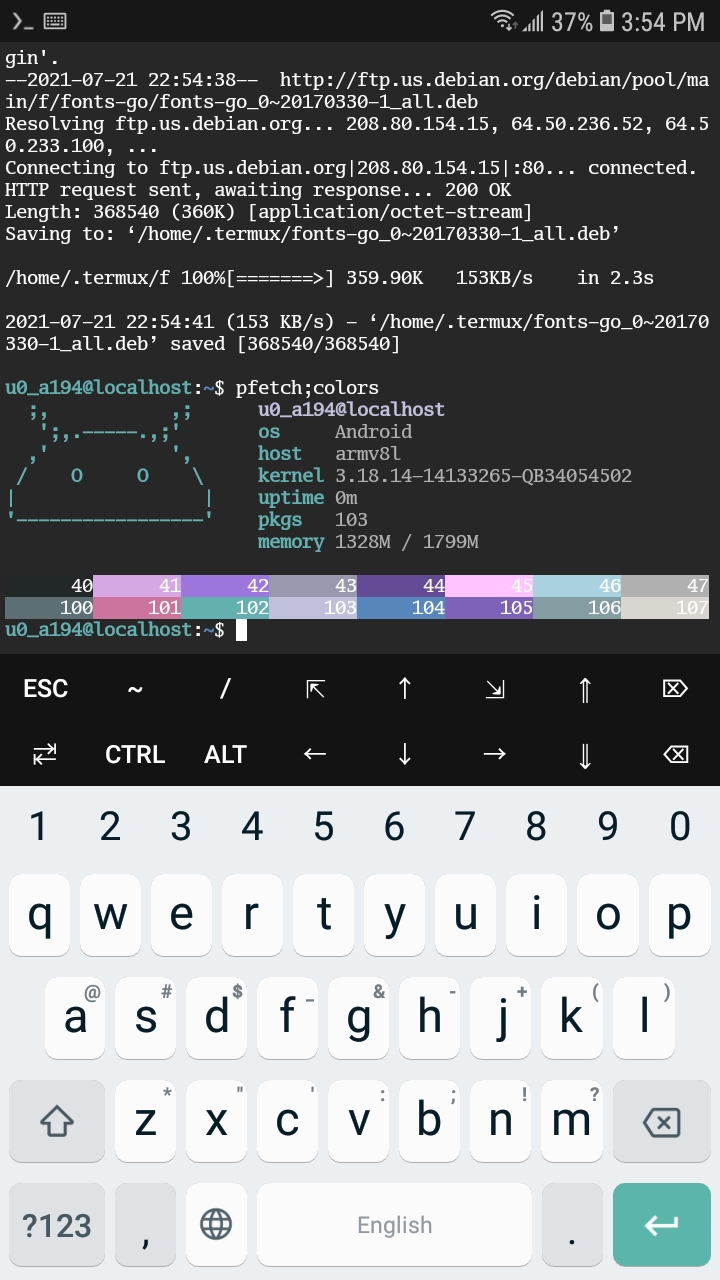 37% 3:54 PM
gin'.
--2021-07-21 22:54:38--  http://ftp.us.debian.org/debian/pool/ma
in/f/fonts-go/fonts-go_0~20170330-1_all.deb
Resolving ftp.us.debian.org... 208.80.154.15, 64.50.236.52, 64.5
0.233.100, ...
Connecting to ftp.us.debian.org|208.80.154.15|:80... connected.
HTTP request sent, awaiting response... 200 OK
Length: 368540 (360K) [application/octet-stream]
Saving to: ‘/home/.termux/fonts-go_0~20170330-1_all.deb’
/home/.termux/f 100%[=======>] 359.90K   153KB/s    in 2.3s
2021-07-21 22:54:41 (153 KB/s) - ‘/home/.termux/fonts-go_0~20170
330-1_all.deb’ saved [368540/368540]
u0_a194@localhost:~$ pfetch;colors
u0_a194@localhost
os     Android
host   armv8l
kernel 3.18.14-14133265-QB34054502
uptime 0m
pkgs   103
memory 1328M / 1799M
40 41 42 43 44 45 46 47
100 101 102 103 104 105 106 107
u0_a194@localhost:~$
ESC ~ / ⇱ ↑ ⇲ ⇑ ⌦
⇄ CTRL ALT ← ↓ → ⇓ ⌫
1 2 3 4 5 6 7 8 9 0
q w e r t y u i o p
@ # $ _ & - + ( )
a s d f g h j k l
* " ' : ; ! ?
z x c v b n m
?123 , English .